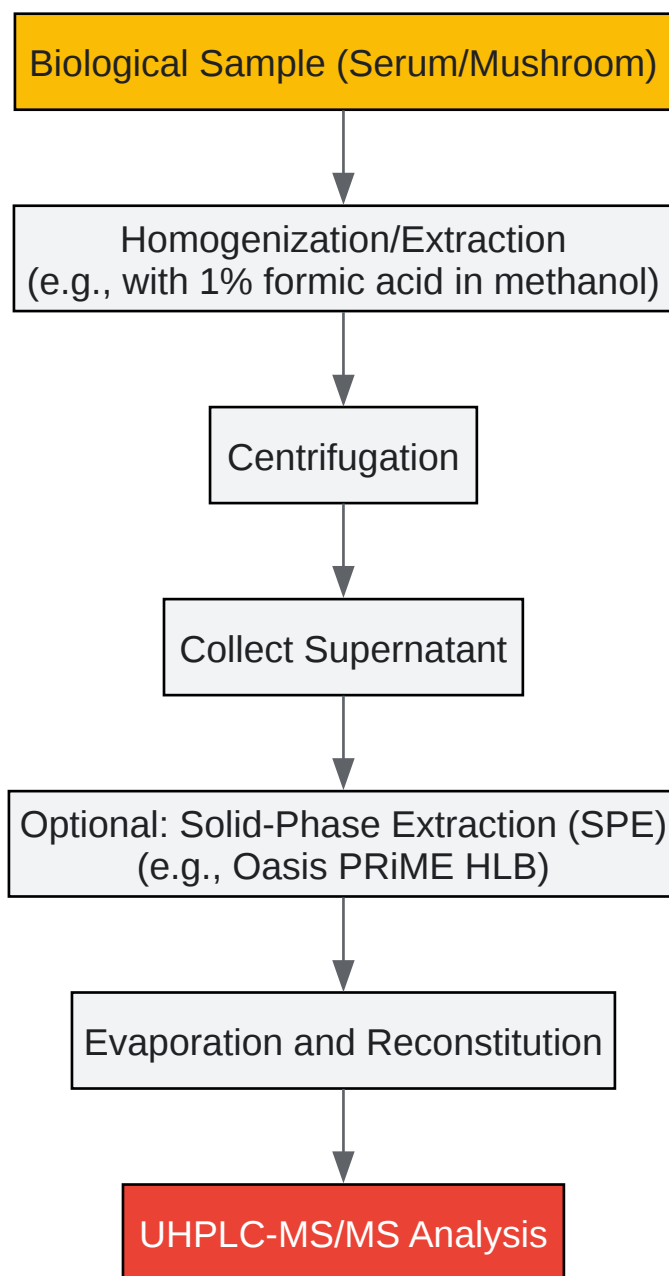 Biological Sample (Serum/Mushroom)
Homogenization/Extraction
(e.g., with 1% formic acid in methanol)
Centrifugation
Collect Supernatant
Optional: Solid-Phase Extraction (SPE)
(e.g., Oasis PRiME HLB)
Evaporation and Reconstitution
UHPLC-MS/MS Analysis